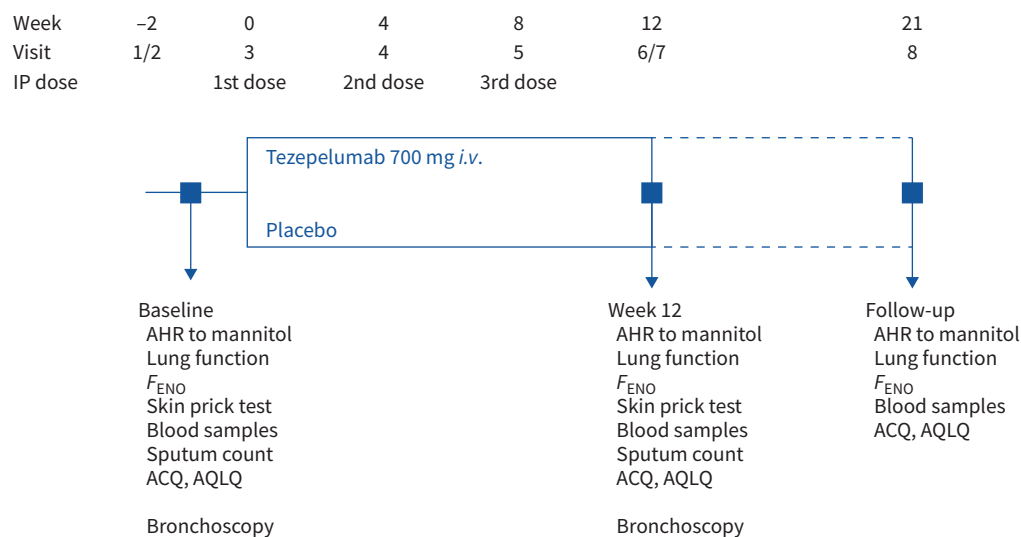 Week –2 0 4 8 12 21
Visit 1/2 3 4 5 6/7 8
IP dose 1st dose 2nd dose 3rd dose
Tezepelumab 700 mg i.v.
Placebo
Baseline
AHR to mannitol
Lung function
FENO
Skin prick test
Blood samples
Sputum count
ACQ, AQLQ
Bronchoscopy
Week 12
AHR to mannitol
Lung function
FENO
Skin prick test
Blood samples
Sputum count
ACQ, AQLQ
Bronchoscopy
Follow-up
AHR to mannitol
Lung function
FENO
Blood samples
ACQ, AQLQ